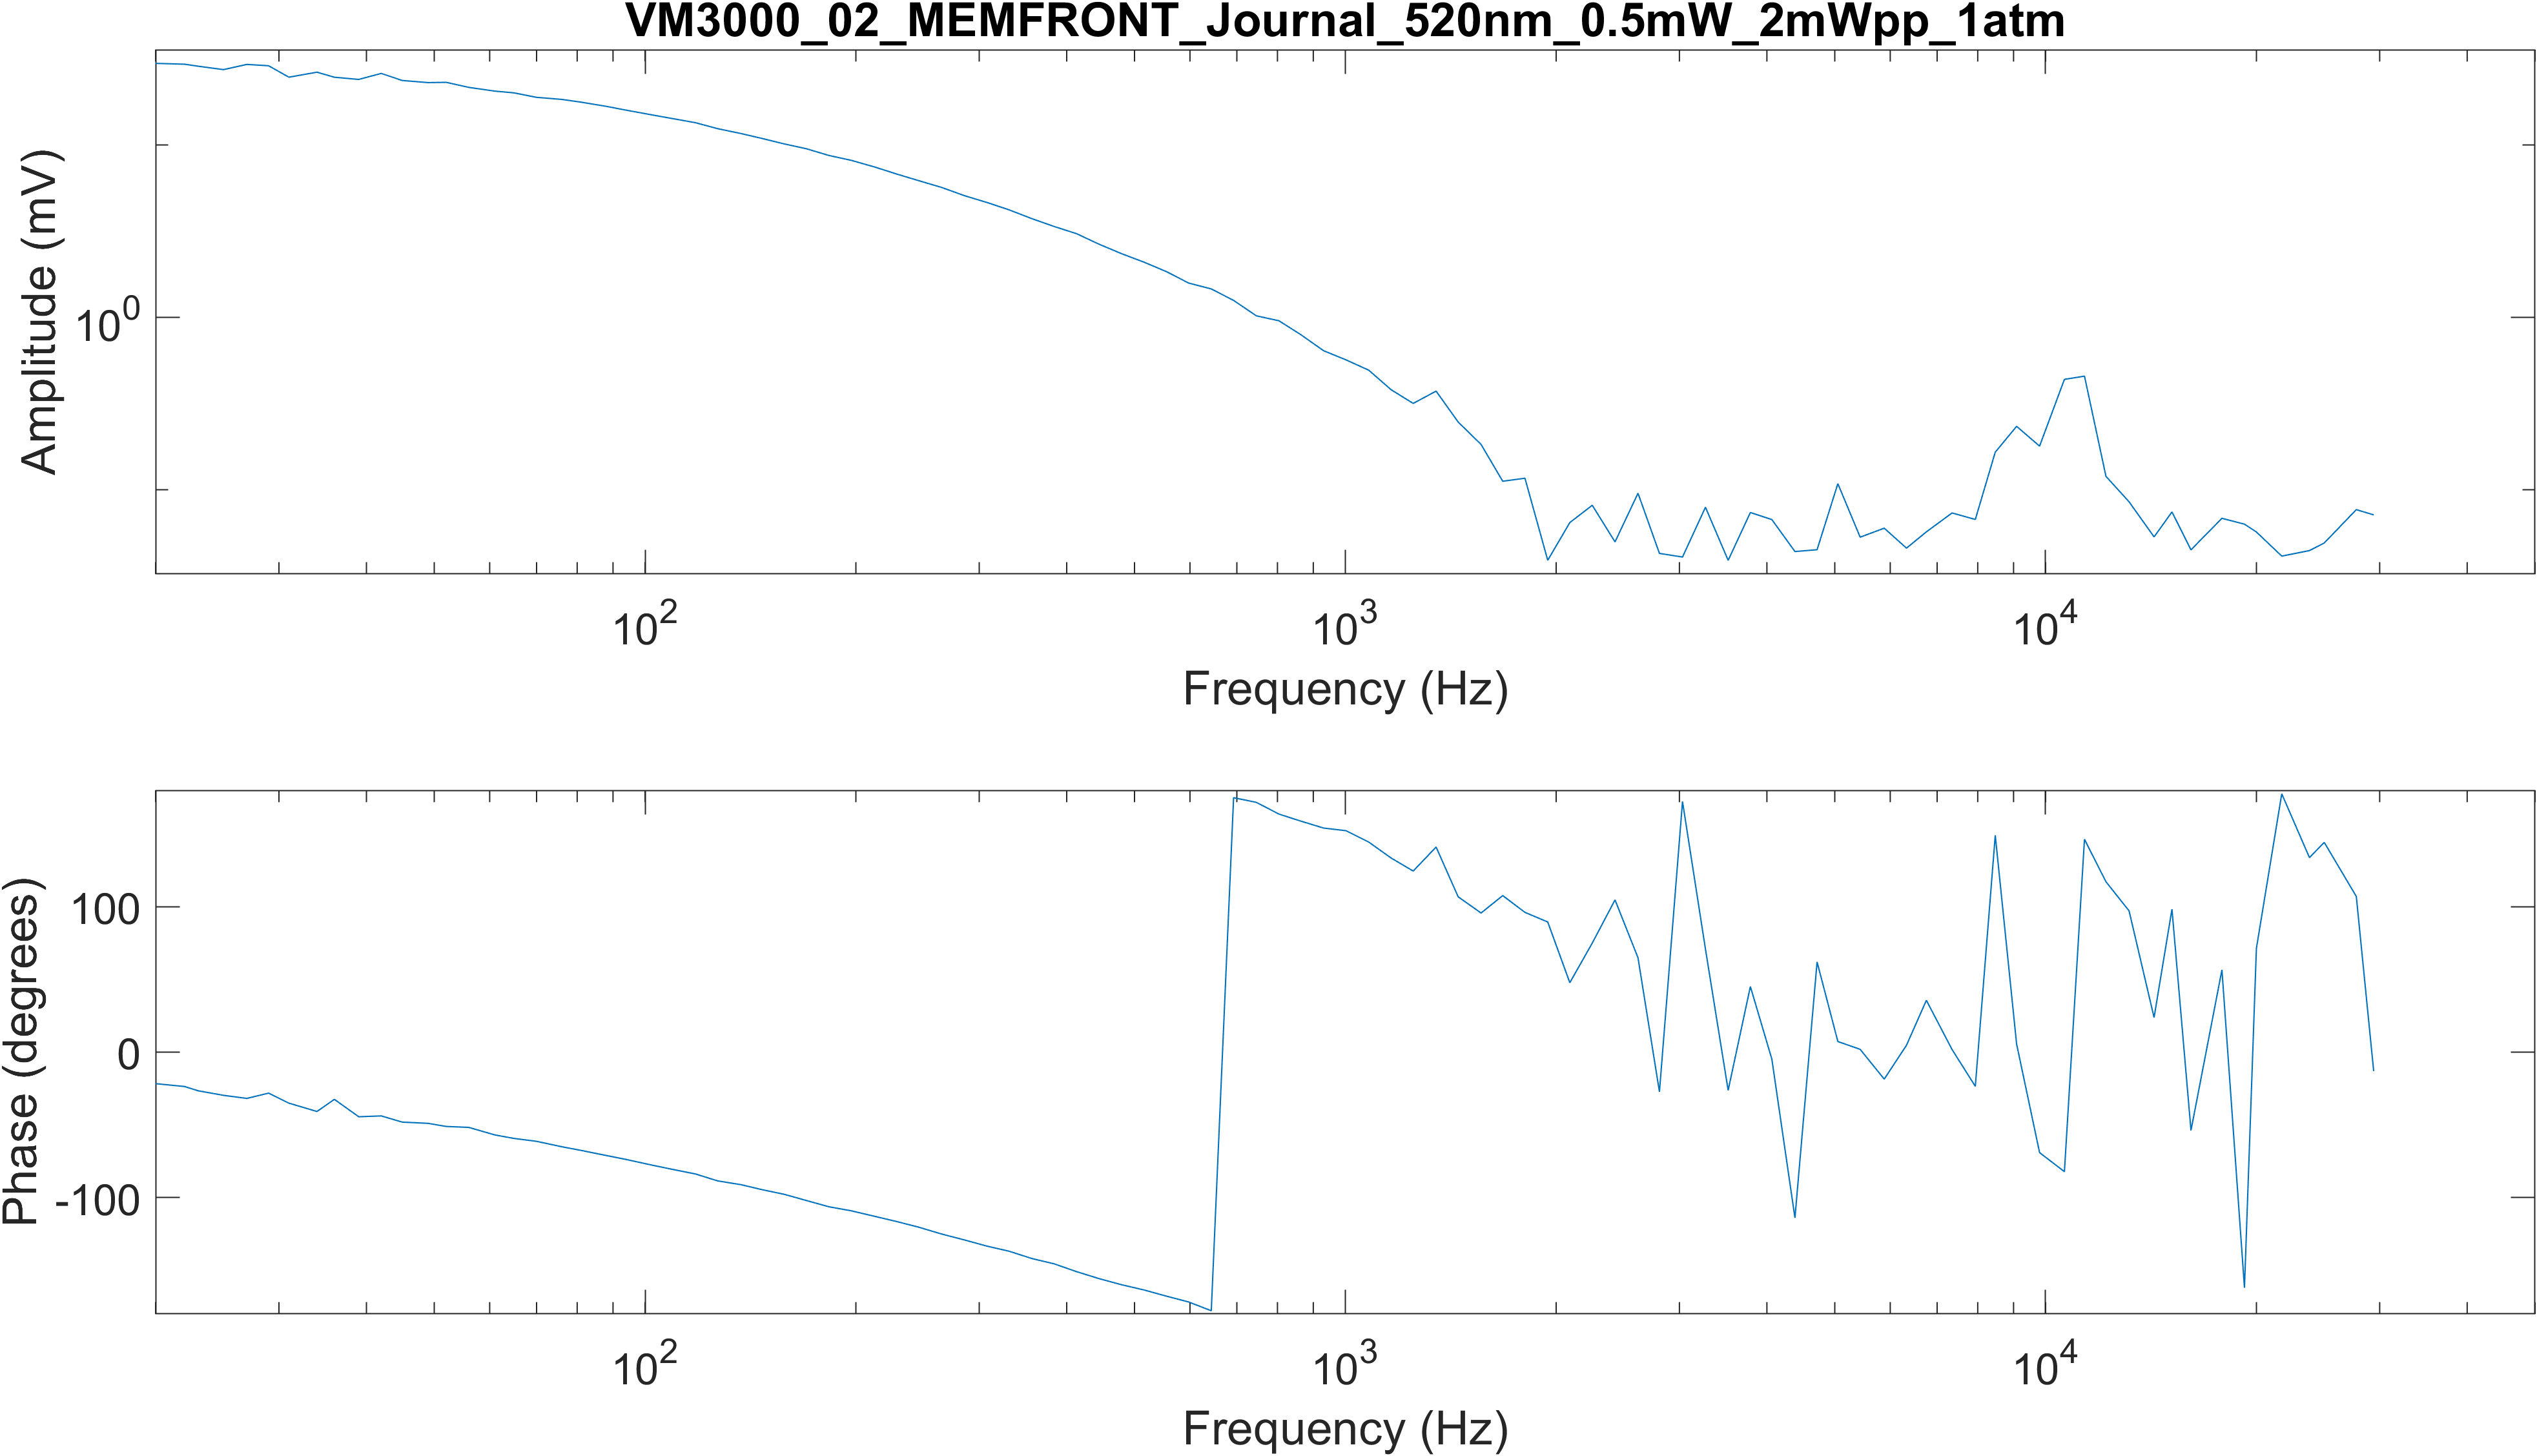 VM3000_02_MEMFRONT_Journal_520nm_0.5mW_2mWpp_1atm
Amplitude (mV)
10^0
10^2
10^3
10^4
Frequency (Hz)
Phase (degrees)
100
0
-100
10^2
10^3
10^4
Frequency (Hz)